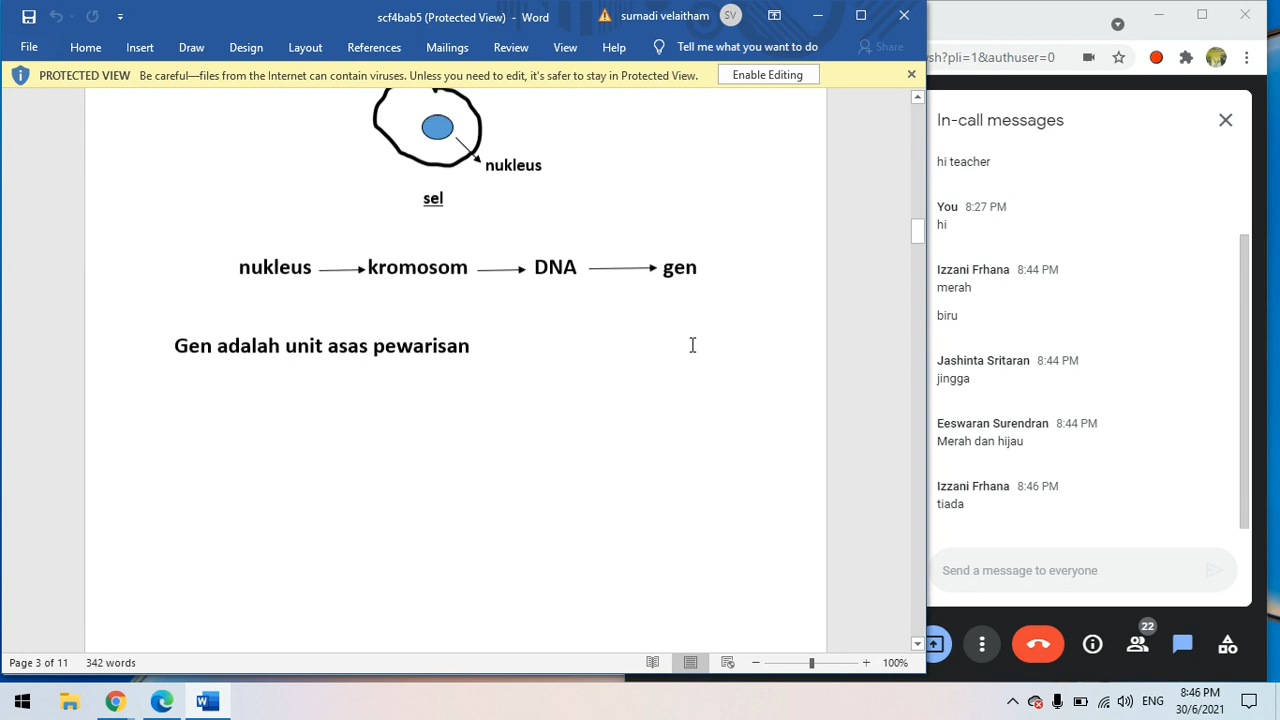 scf4bab5 (Protected View) - Word
sumadi velaitham
SV
File Home Insert Draw Design Layout References Mailings Review View Help Tell me what you want to do Share
PROTECTED VIEW Be careful—files from the Internet can contain viruses. Unless you need to edit, it's safer to stay in Protected View. Enable Editing
nukleus
sel
nukleus kromosom DNA gen
Gen adalah unit asas pewarisan
Page 3 of 11 342 words
100%
sh?pli=1&authuser=0
In-call messages
hi teacher
You 8:27 PM
hi
Izzani Frhana 8:44 PM
merah
biru
Jashinta Sritaran 8:44 PM
jingga
Eeswaran Surendran 8:44 PM
Merah dan hijau
Izzani Frhana 8:46 PM
tiada
Send a message to everyone
22
ENG
8:46 PM
30/6/2021